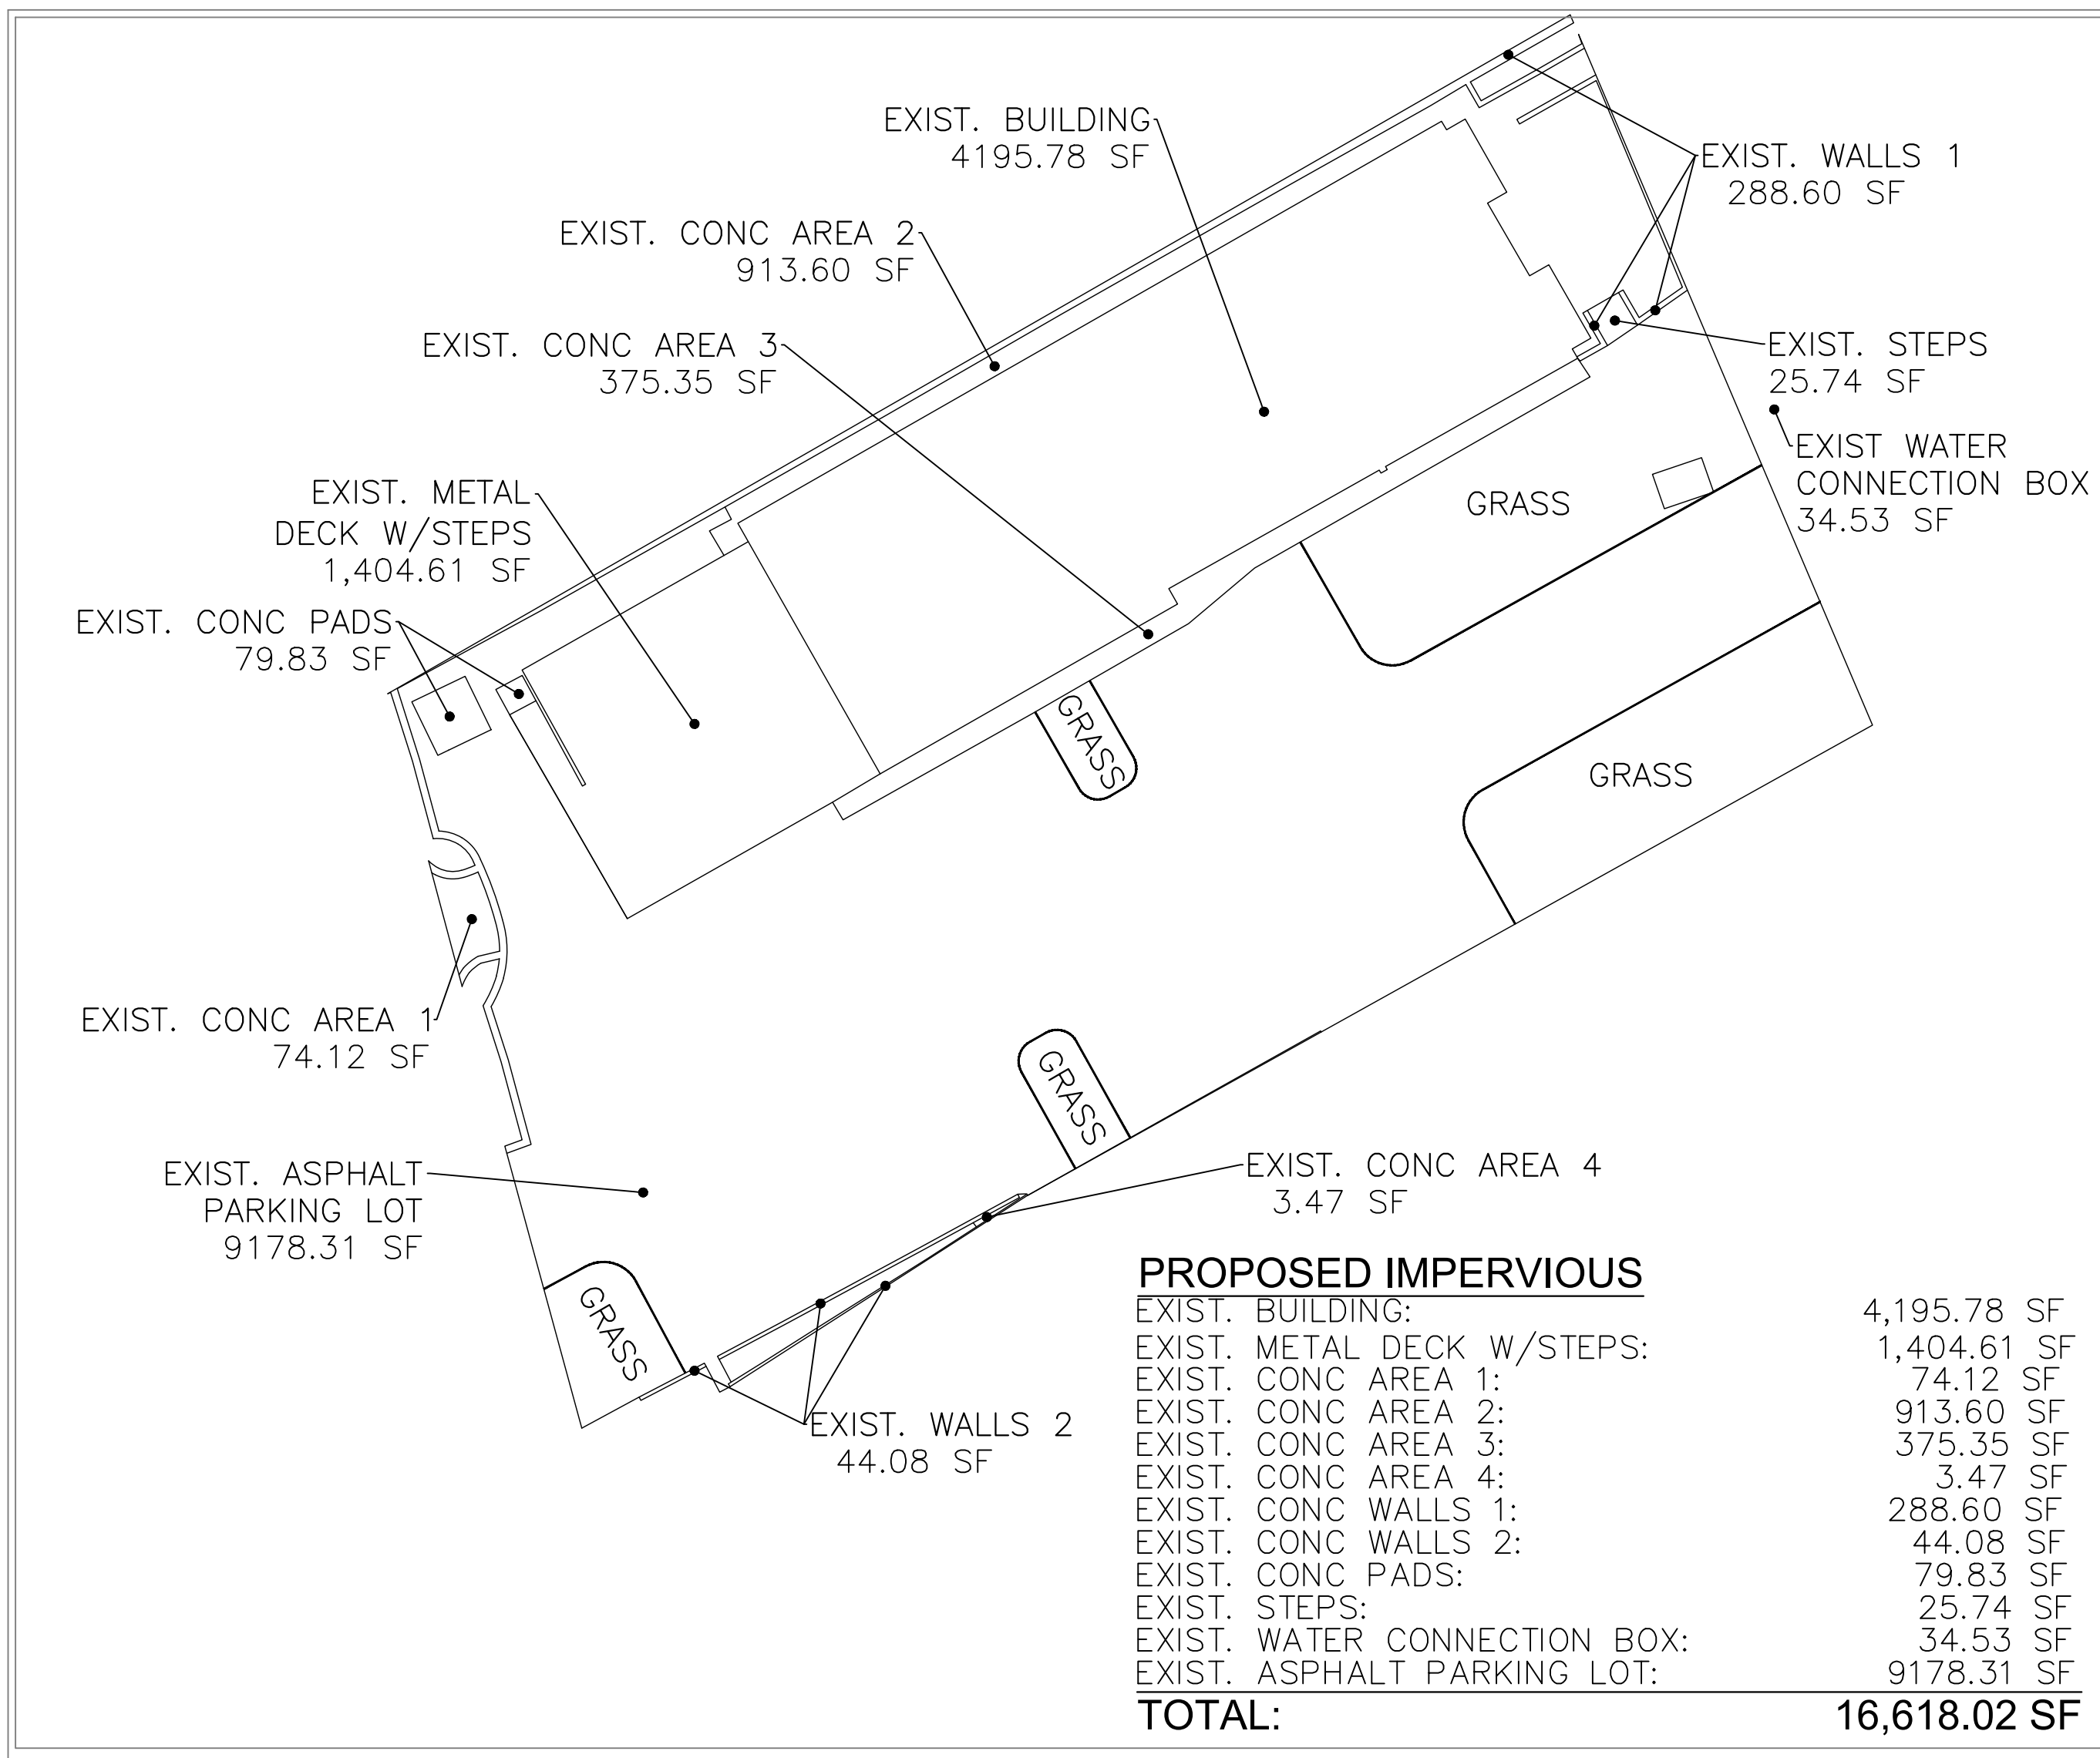 EXIST. BUILDING
4195.78 SF
EXIST. WALLS 1
288.60 SF
EXIST. CONC AREA 2
913.60 SF
EXIST. CONC AREA 3
375.35 SF
EXIST. STEPS
25.74 SF
EXIST WATER
CONNECTION BOX
34.53 SF
EXIST. METAL
DECK W/STEPS
1,404.61 SF
GRASS
EXIST. CONC PADS
79.83 SF
GRASS
GRASS
EXIST. CONC AREA 1
74.12 SF
GRASS
EXIST. ASPHALT
PARKING LOT
9178.31 SF
EXIST. CONC AREA 4
3.47 SF
GRASS
EXIST. WALLS 2
44.08 SF
PROPOSED IMPERVIOUS
EXIST. BUILDING: 4,195.78 SF
EXIST. METAL DECK W/STEPS: 1,404.61 SF
EXIST. CONC AREA 1: 74.12 SF
EXIST. CONC AREA 2: 913.60 SF
EXIST. CONC AREA 3: 375.35 SF
EXIST. CONC AREA 4: 3.47 SF
EXIST. CONC WALLS 1: 288.60 SF
EXIST. CONC WALLS 2: 44.08 SF
EXIST. CONC PADS: 79.83 SF
EXIST. STEPS: 25.74 SF
EXIST. WATER CONNECTION BOX: 34.53 SF
EXIST. ASPHALT PARKING LOT: 9178.31 SF
TOTAL: 16,618.02 SF